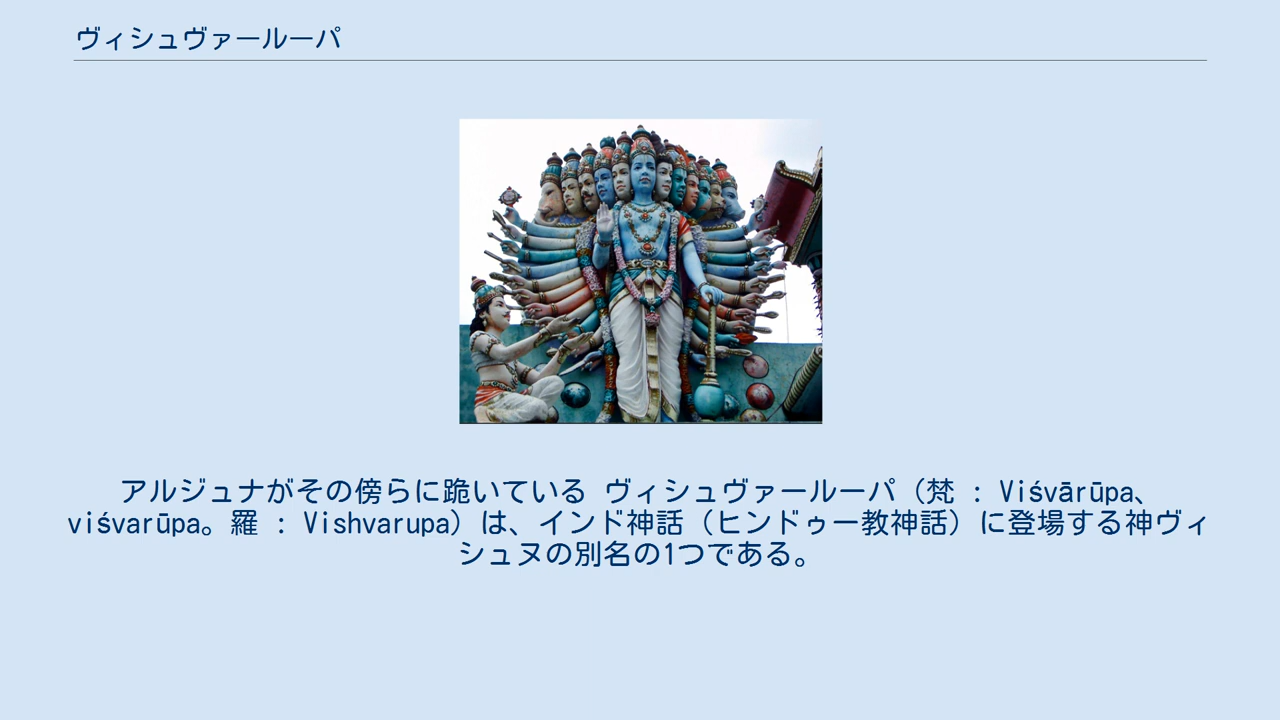 ヴィシュヴァールーパ
アルジュナがその傍らに跪いている ヴィシュヴァールーパ（梵 : Viśvārūpa、
viśvarūpa。羅 : Vishvarupa）は、インド神話（ヒンドゥー教神話）に登場する神ヴィ
シュヌの別名の1つである。